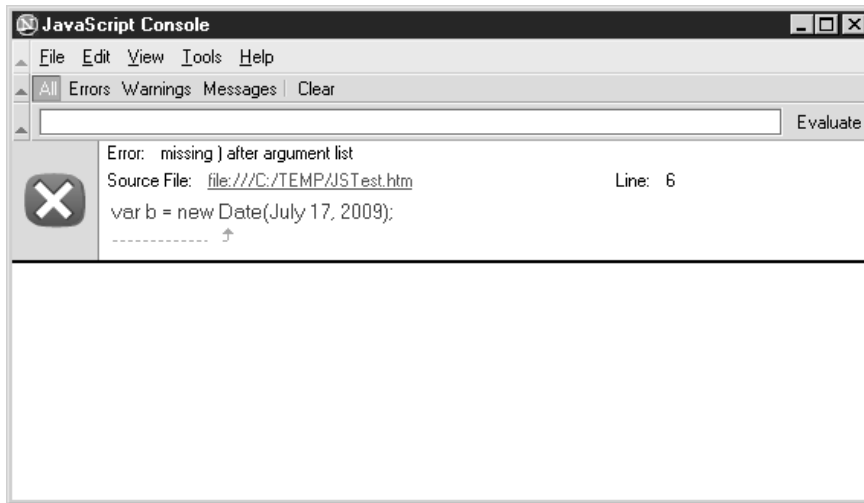 JavaScript Console
File Edit View Tools Help
All Errors Warnings Messages Clear
Evaluate
Error: missing ) after argument list
Source File: file:///C:/TEMP/JSTest.htm Line: 6
var b = new Date(July 17, 2009);